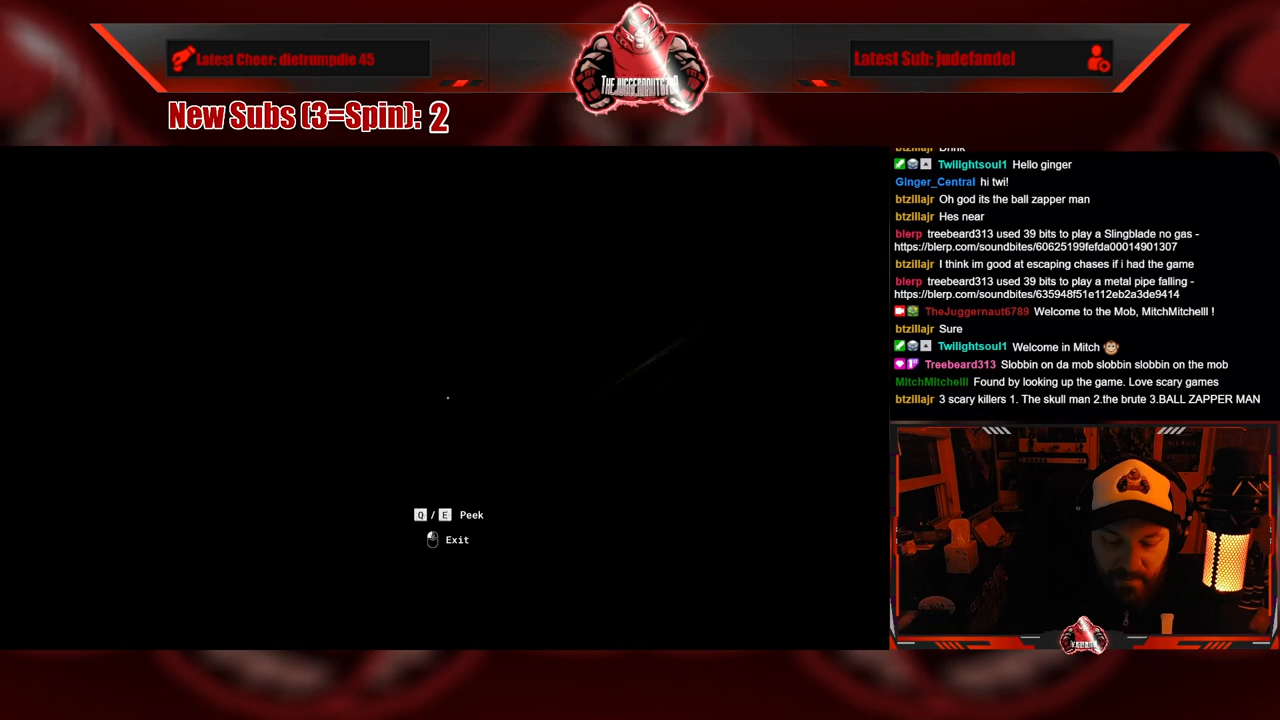 Latest Cheer: dietrumpdie 45
THEJUGGERNAUT6789
Latest Sub: judefandel
New Subs (3=Spin): 2
btzillajr Drink
Twilightsoul1 Hello ginger
Ginger_Central hi twi!
btzillajr Oh god its the ball zapper man
btzillajr Hes near
blerp treebeard313 used 39 bits to play a Slingblade no gas -
https://blerp.com/soundbites/60625199fefda00014901307
btzillajr I think im good at escaping chases if i had the game
blerp treebeard313 used 39 bits to play a metal pipe falling -
https://blerp.com/soundbites/635948f51e112eb2a3de9414
TheJuggernaut6789 Welcome to the Mob, MitchMitchelll !
btzillajr Sure
Twilightsoul1 Welcome in Mitch
Treebeard313 Slobbin on da mob slobbin slobbin on the mob
MitchMitchelll Found by looking up the game. Love scary games
btzillajr 3 scary killers 1. The skull man 2.the brute 3.BALL ZAPPER MAN
Q / E Peek
Exit